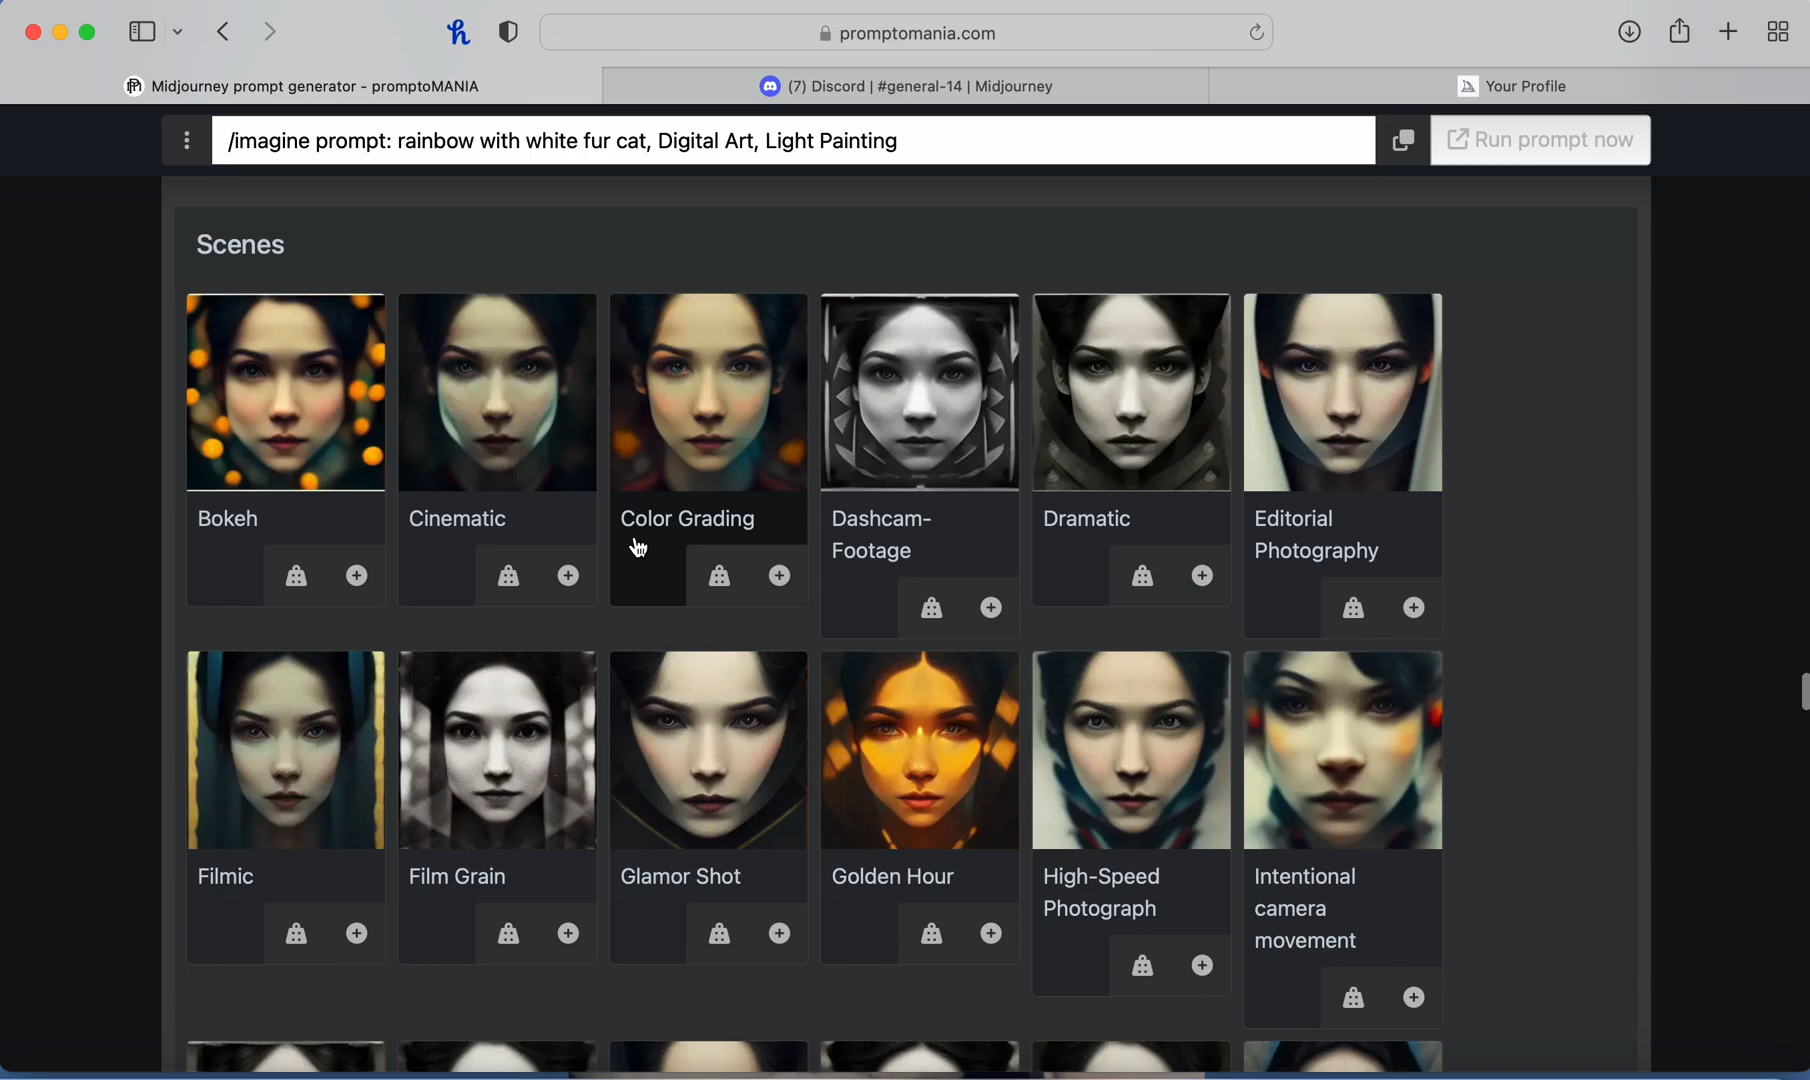 promptomania.com
Midjourney prompt generator - promptoMANIA
(7) Discord | #general-14 | Midjourney
Your Profile
/imagine prompt: rainbow with white fur cat, Digital Art, Light Painting
Run prompt now
Scenes
Bokeh
Cinematic
Color Grading
Dashcam-
Footage
Dramatic
Editorial
Photography
Filmic
Film Grain
Glamor Shot
Golden Hour
High-Speed
Photograph
Intentional
camera
movement